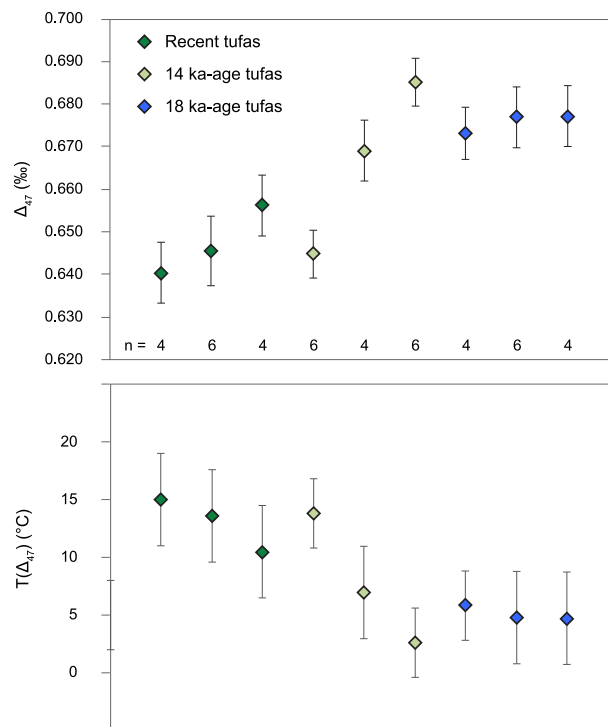 0.700
0.690
0.680
0.670
0.660
0.650
0.640
0.630
0.620
Δ47 (‰)
Recent tufas
14 ka-age tufas
18 ka-age tufas
n = 4 6 4 6 4 6 4 6 4
20
15
10
5
0
T(Δ47) (°C)